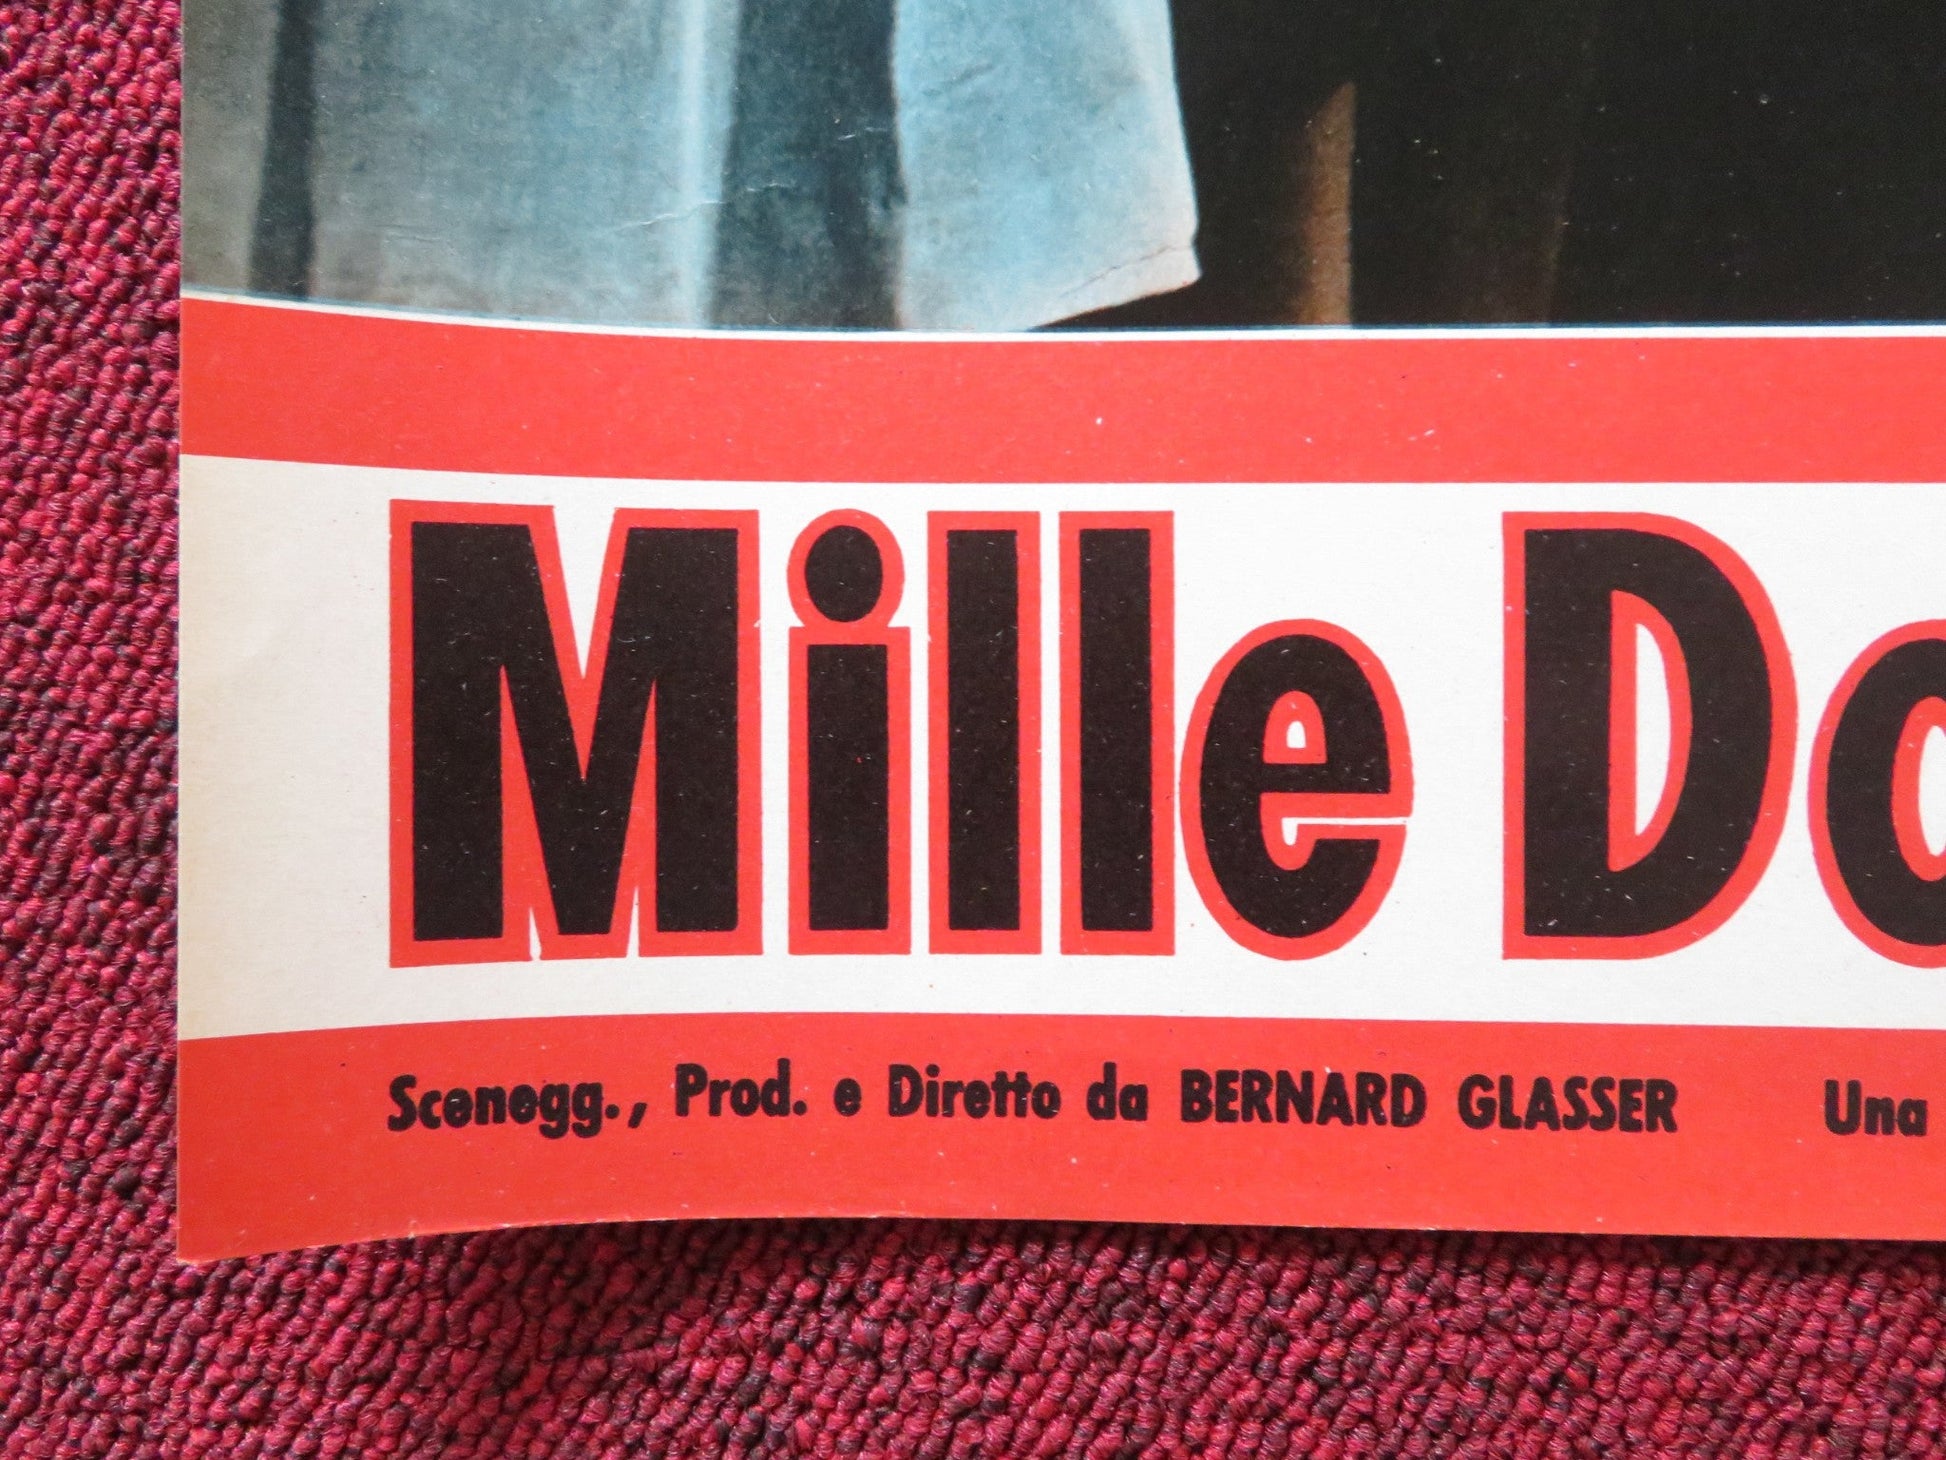 Mille Do
Scenegg., Prod. e Diretto da BERNARD GLASSER Una